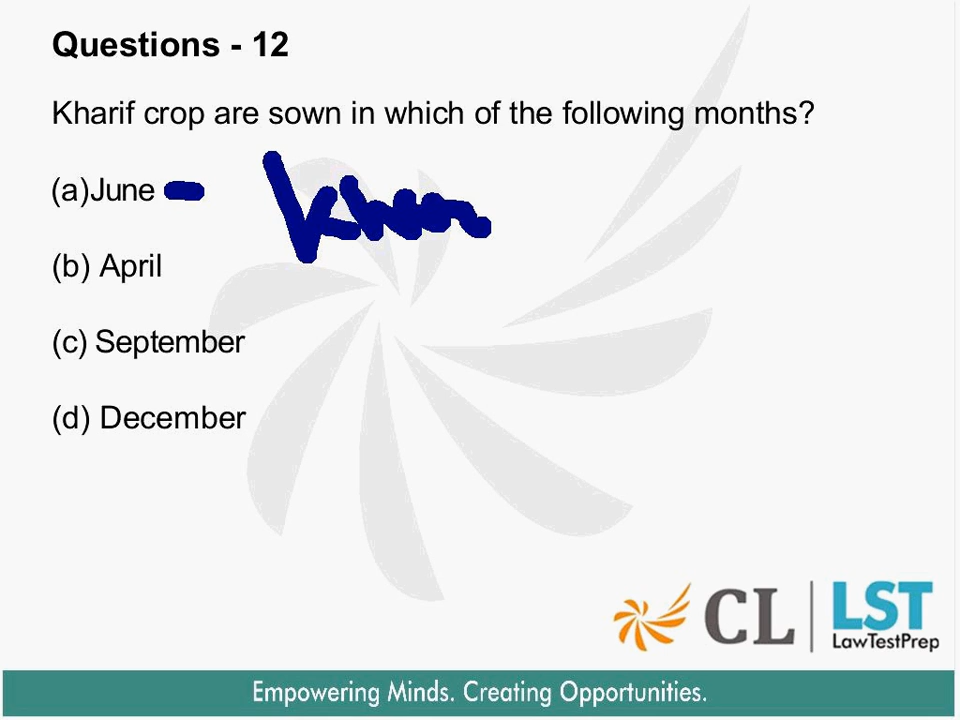 Questions - 12
Kharif crop are sown in which of the following months?
(a)June
(b) April
(c) September
(d) December
CL LST
LawTestPrep
Empowering Minds. Creating Opportunities.